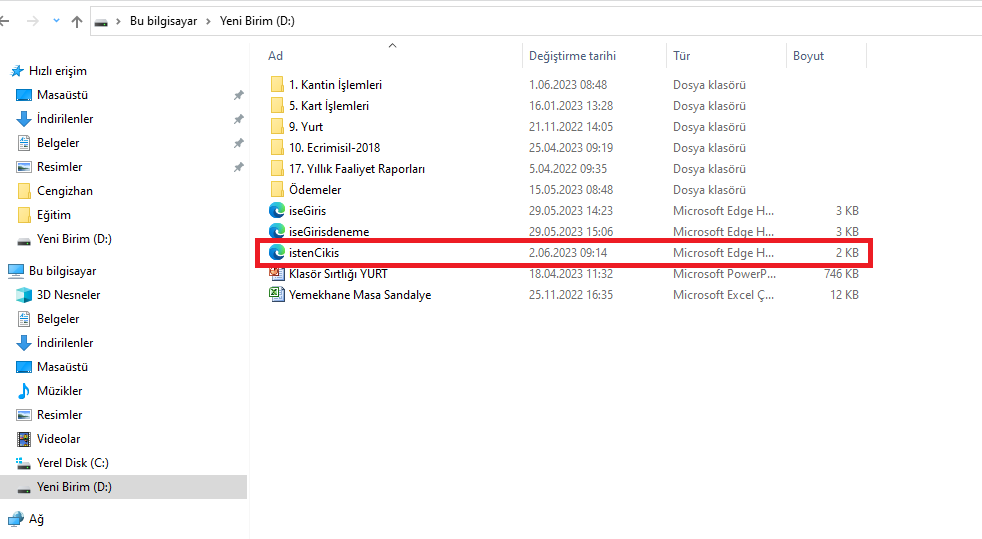 Bu bilgisayar Yeni Birim (D:)
Ad Değiştirme tarihi Tür Boyut
Hızlı erişim
Masaüstü
İndirilenler
Belgeler
Resimler
Cengizhan
Eğitim
Yeni Birim (D:)
Bu bilgisayar
3D Nesneler
Belgeler
İndirilenler
Masaüstü
Müzikler
Resimler
Videolar
Yerel Disk (C:)
Yeni Birim (D:)
Ağ
1. Kantin İşlemleri 1.06.2023 08:48 Dosya klasörü
5. Kart İşlemleri 16.01.2023 13:28 Dosya klasörü
9. Yurt 21.11.2022 14:05 Dosya klasörü
10. Ecrimisil-2018 25.04.2023 09:19 Dosya klasörü
17. Yıllık Faaliyet Raporları 5.04.2022 09:35 Dosya klasörü
Ödemeler 15.05.2023 08:48 Dosya klasörü
iseGiris 29.05.2023 14:23 Microsoft Edge H... 3 KB
iseGirisdeneme 29.05.2023 15:06 Microsoft Edge H... 3 KB
istenCikis 2.06.2023 09:14 Microsoft Edge H... 2 KB
Klasör Sırtlığı YURT 18.04.2023 11:32 Microsoft PowerP... 746 KB
Yemekhane Masa Sandalye 25.11.2022 16:35 Microsoft Excel Ç... 12 KB